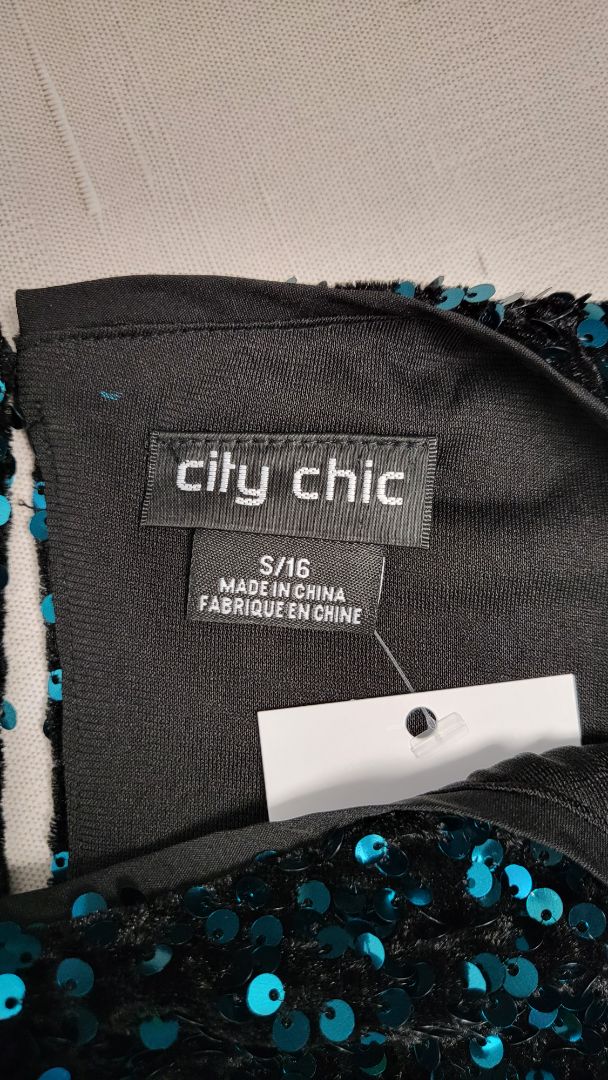 city chic
S/16
MADE IN CHINA
FABRIQUE EN CHINE